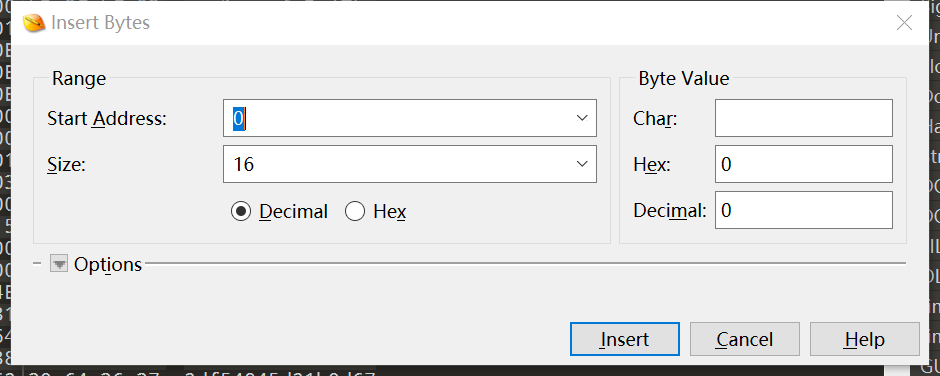 Insert Bytes
Range
Start Address: 0
Size: 16
Decimal Hex
Byte Value
Char:
Hex: 0
Decimal: 0
Options
Insert Cancel Help